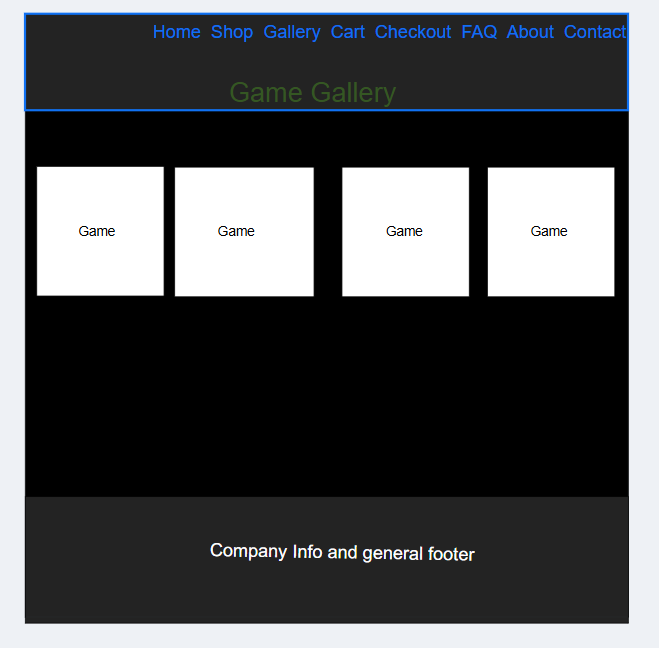 Home Shop Gallery Cart Checkout FAQ About Contact
Game Gallery
Game Game Game Game
Company Info and general footer